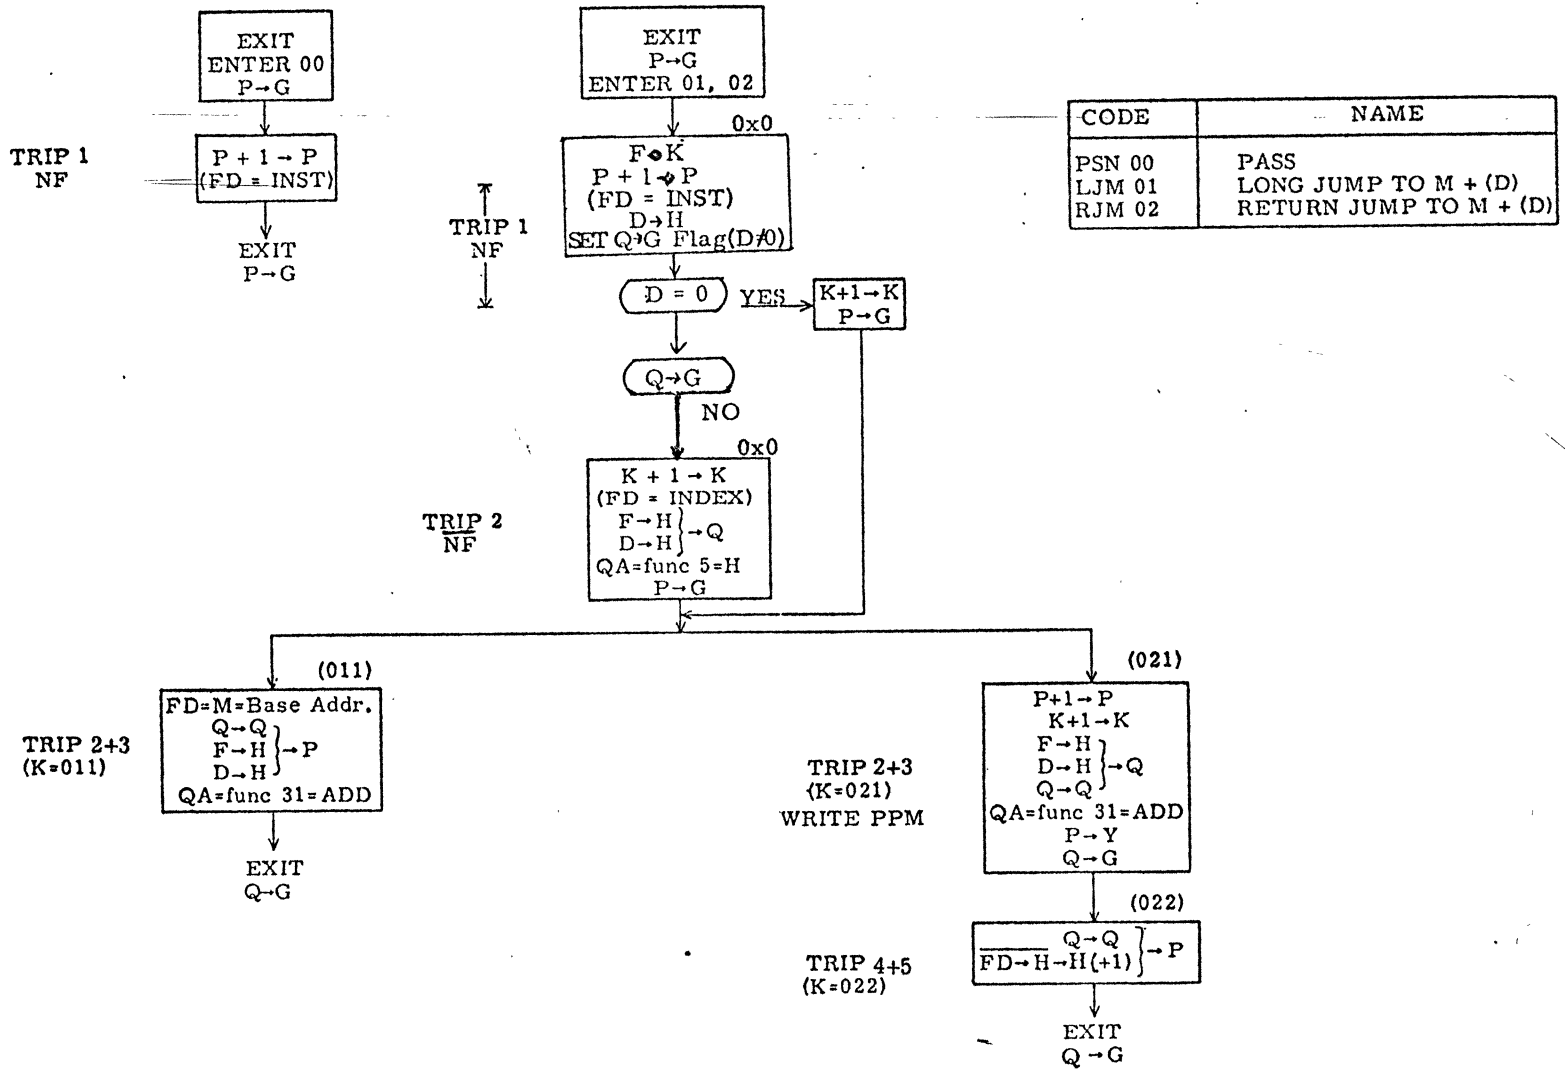 EXIT
ENTER 00
P→G
TRIP 1
NF
P + 1 → P
(FD = INST)
EXIT
P→G
EXIT
P→G
ENTER 01, 02
0x0
F→K
P + 1 → P
(FD = INST)
D→H
SET Q→G Flag(D≠0)
TRIP 1
NF
D = 0
YES
K+1→K
P→G
Q→G
NO
0x0
K + 1 → K
(FD = INDEX)
F→H
D→H
→Q
QA=func 5=H
P→G
TRIP 2
NF
CODE NAME
PSN 00 PASS
LJM 01 LONG JUMP TO M + (D)
RJM 02 RETURN JUMP TO M + (D)
(011)
FD=M=Base Addr.
Q→Q
F→H
D→H
→P
QA=func 31=ADD
TRIP 2+3
(K=011)
EXIT
Q→G
(021)
P+1→P
K+1→K
F→H
D→H
Q→Q
→Q
QA=func 31=ADD
P→Y
Q→G
TRIP 2+3
(K=021)
WRITE PPM
(022)
Q→Q
FD→H→H(+1)
→P
TRIP 4+5
(K=022)
EXIT
Q→G